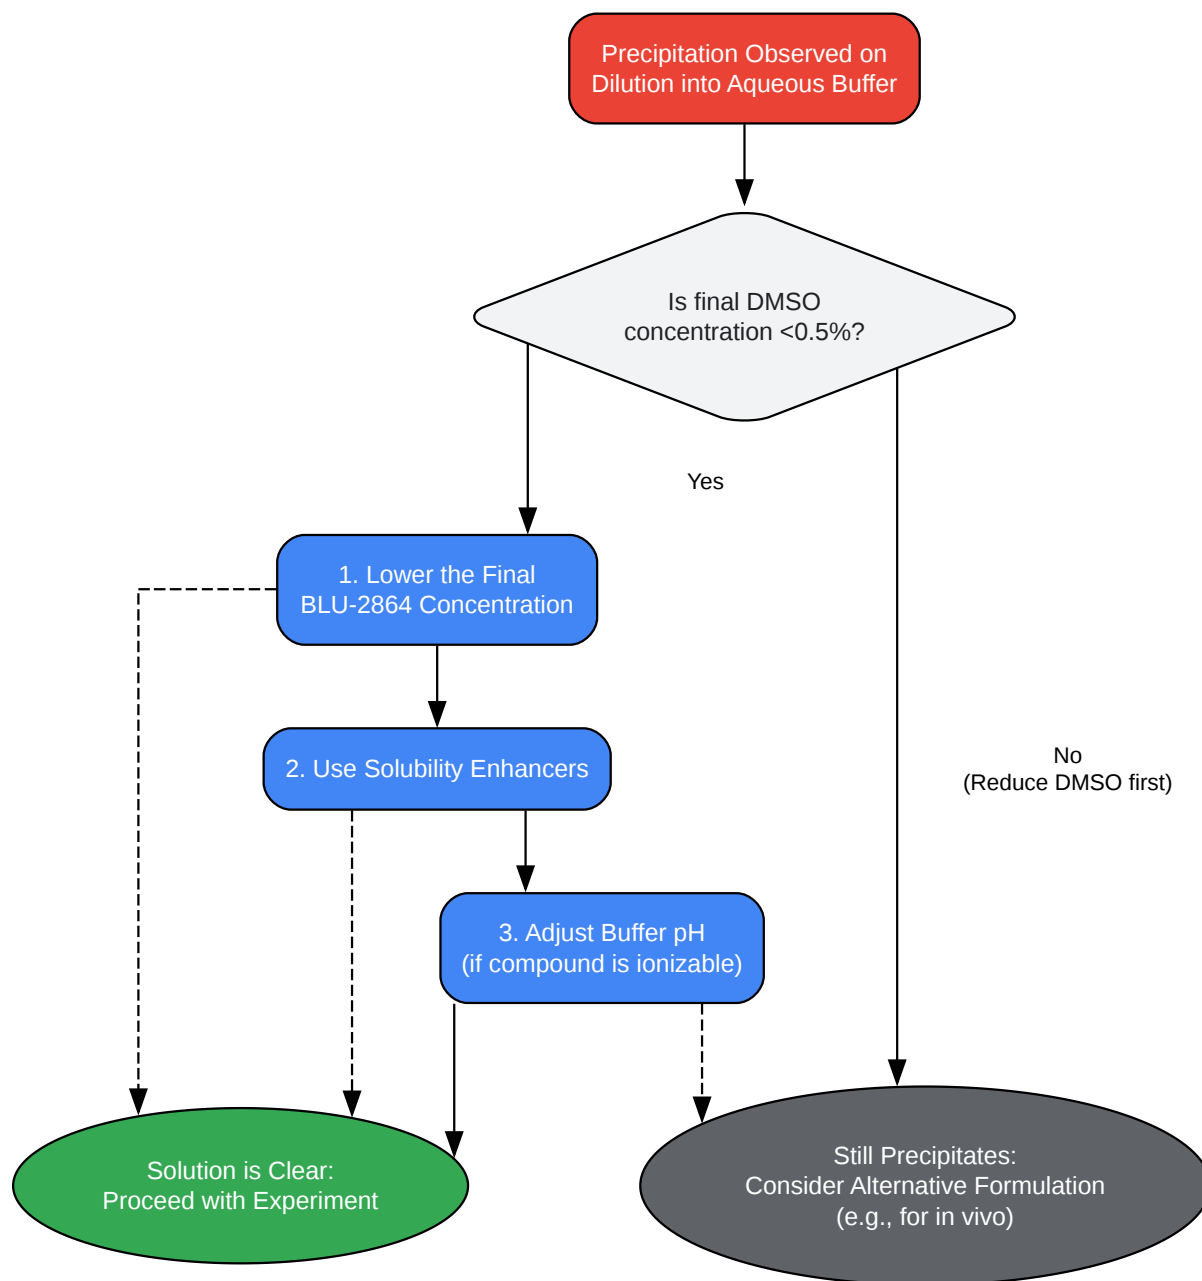 Precipitation Observed on
Dilution into Aqueous Buffer
Is final DMSO
concentration <0.5%?
Yes
1. Lower the Final
BLU-2864 Concentration
2. Use Solubility Enhancers
No
(Reduce DMSO first)
3. Adjust Buffer pH
(if compound is ionizable)
Solution is Clear:
Proceed with Experiment
Still Precipitates:
Consider Alternative Formulation
(e.g., for in vivo)